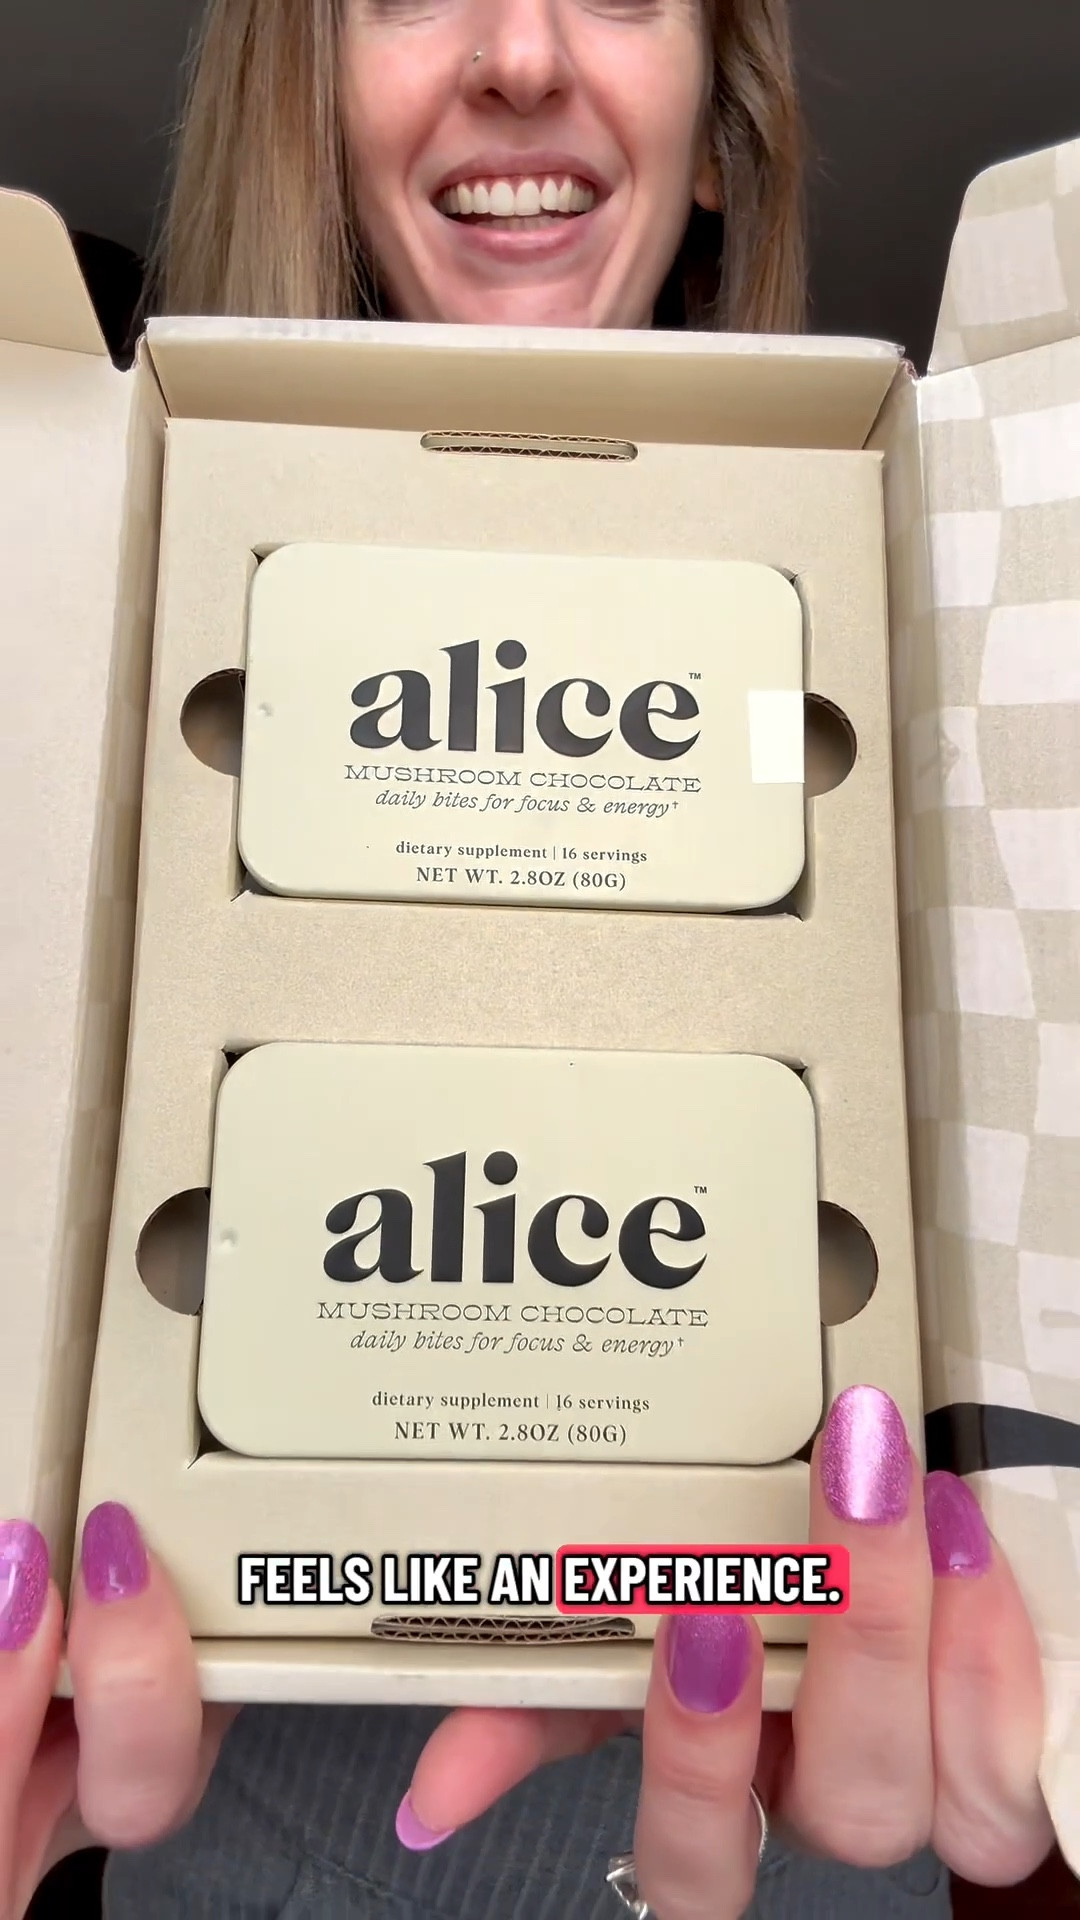 alice™
MUSHROOM CHOCOLATE
daily bites for focus & energy†
dietary supplement | 16 servings
NET WT. 2.8OZ (80G)
alice™
MUSHROOM CHOCOLATE
daily bites for focus & energy†
dietary supplement | 16 servings
NET WT. 2.8OZ (80G)
FEELS LIKE AN EXPERIENCE.